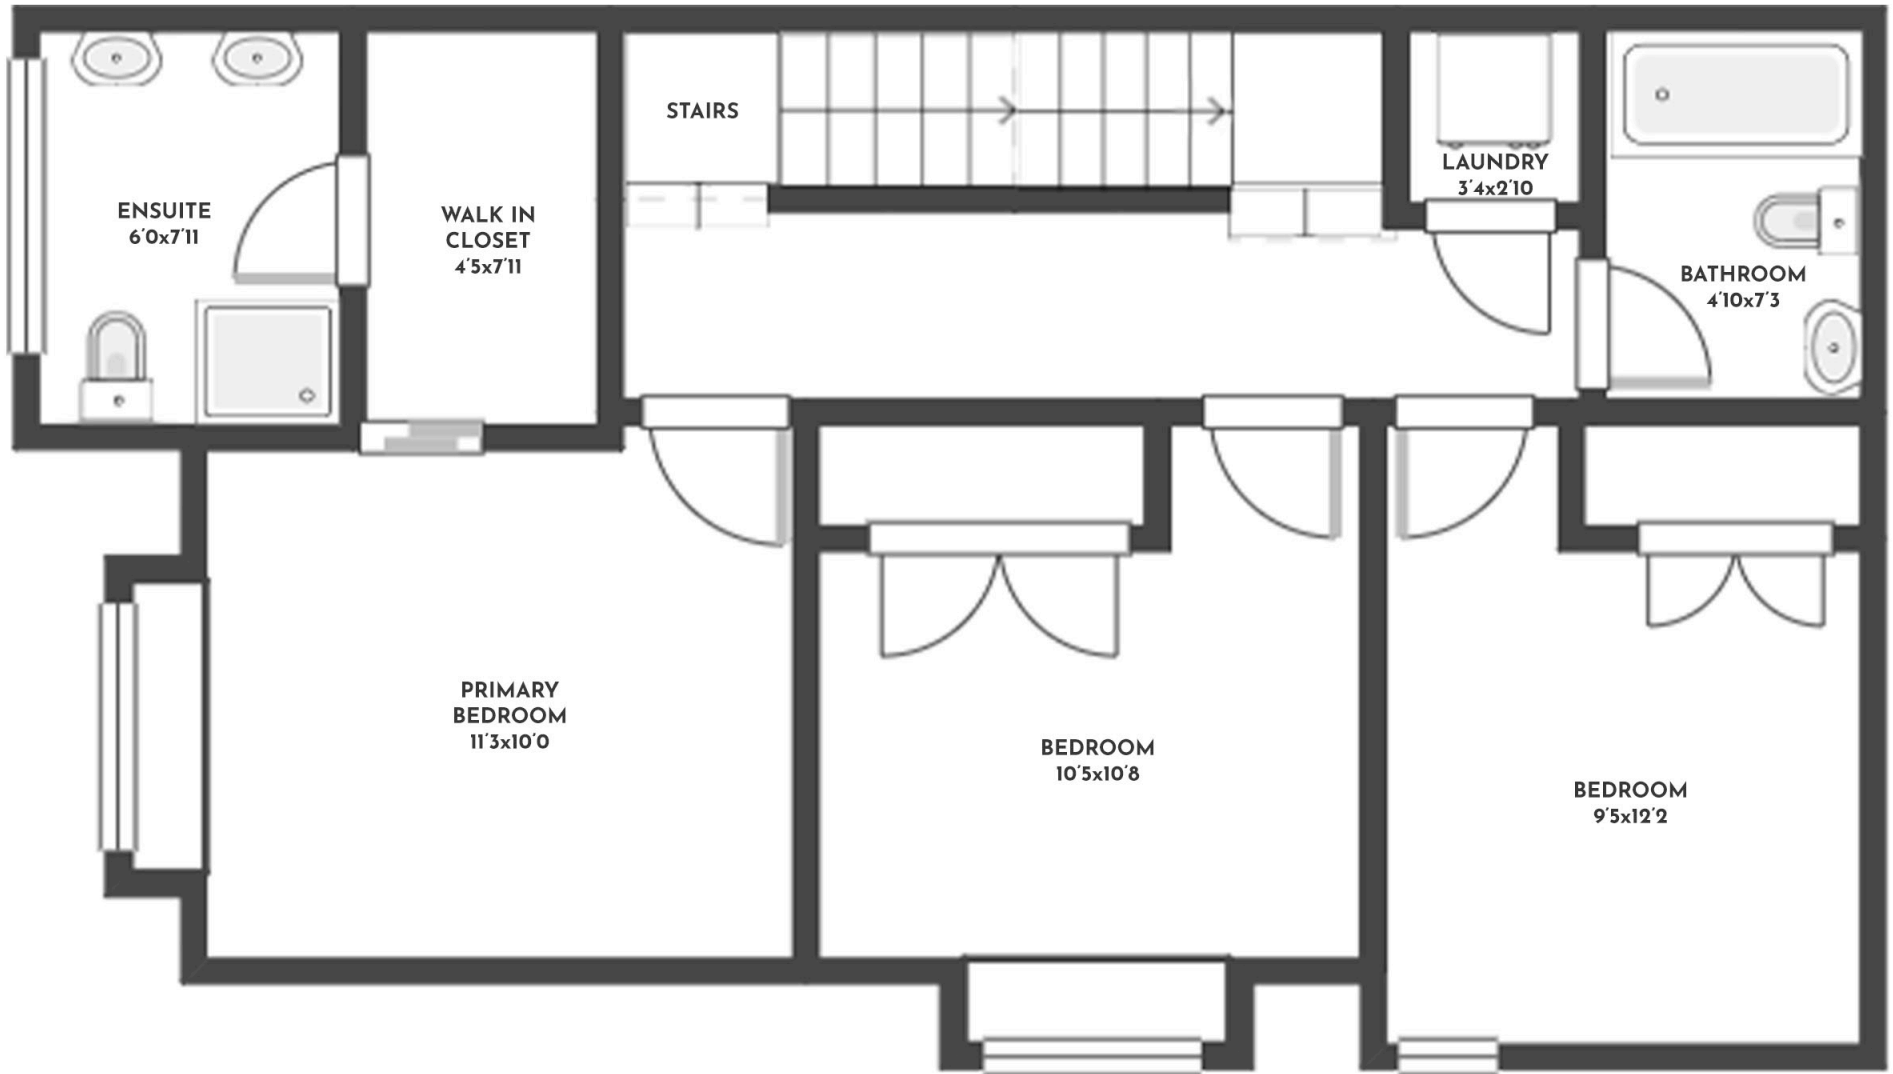 STAIRS
LAUNDRY
3'4x2'10
ENSUITE
6'0x7'11
WALK IN
CLOSET
4'5x7'11
BATHROOM
4'10x7'3
PRIMARY
BEDROOM
11'3x10'0
BEDROOM
10'5x10'8
BEDROOM
9'5x12'2